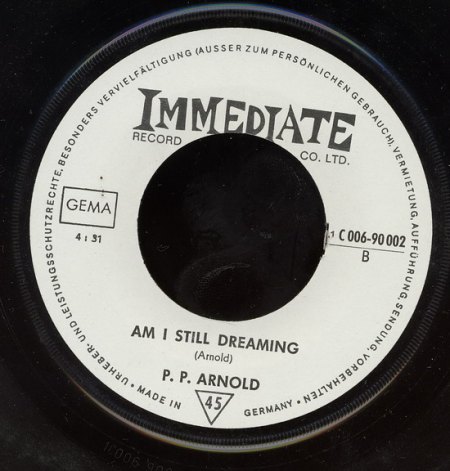 URHEBER- UND LEISTUNGSSCHUTZRECHTE, BESONDERS VERVIELFÄLTIGUNG (AUSSER ZUM PERSÖNLICHEN GEBRAUCH), VERMIETUNG, AUFFÜHRUNG, SENDUNG, VORBEHALTEN
IMMEDIATE
RECORD CO. LTD.
GEMA
4:31
1 C 006-90 002
B
AM I STILL DREAMING
(Arnold)
P. P. ARNOLD
• MADE IN 45 GERMANY •